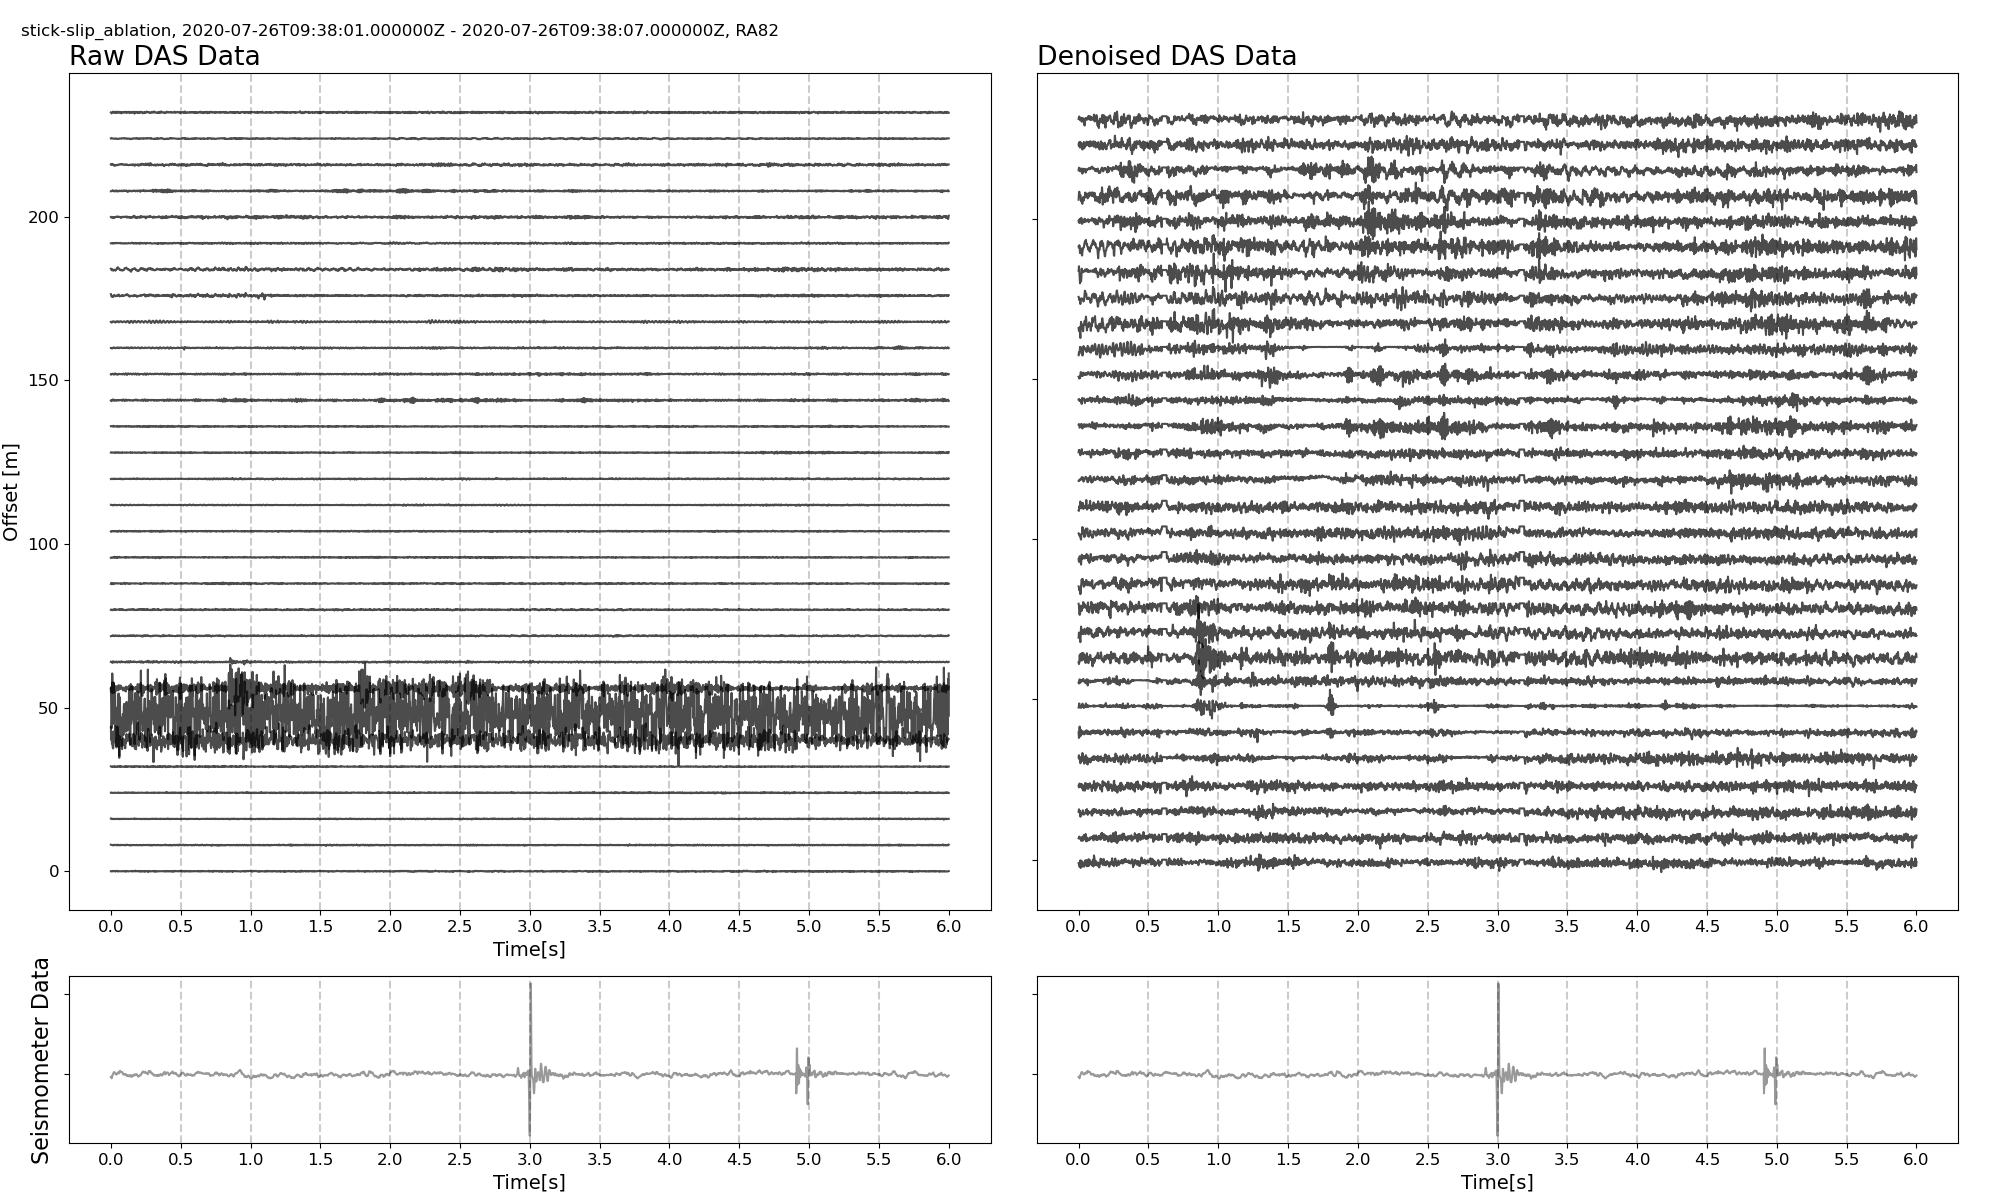 stick-slip_ablation, 2020-07-26T09:38:01.000000Z - 2020-07-26T09:38:07.000000Z, RA82
Raw DAS Data
Denoised DAS Data
Offset [m]
200
150
100
50
0
0.0 0.5 1.0 1.5 2.0 2.5 3.0 3.5 4.0 4.5 5.0 5.5 6.0
Time[s]
0.0 0.5 1.0 1.5 2.0 2.5 3.0 3.5 4.0 4.5 5.0 5.5 6.0
Seismometer Data
0.0 0.5 1.0 1.5 2.0 2.5 3.0 3.5 4.0 4.5 5.0 5.5 6.0
Time[s]
0.0 0.5 1.0 1.5 2.0 2.5 3.0 3.5 4.0 4.5 5.0 5.5 6.0
Time[s]